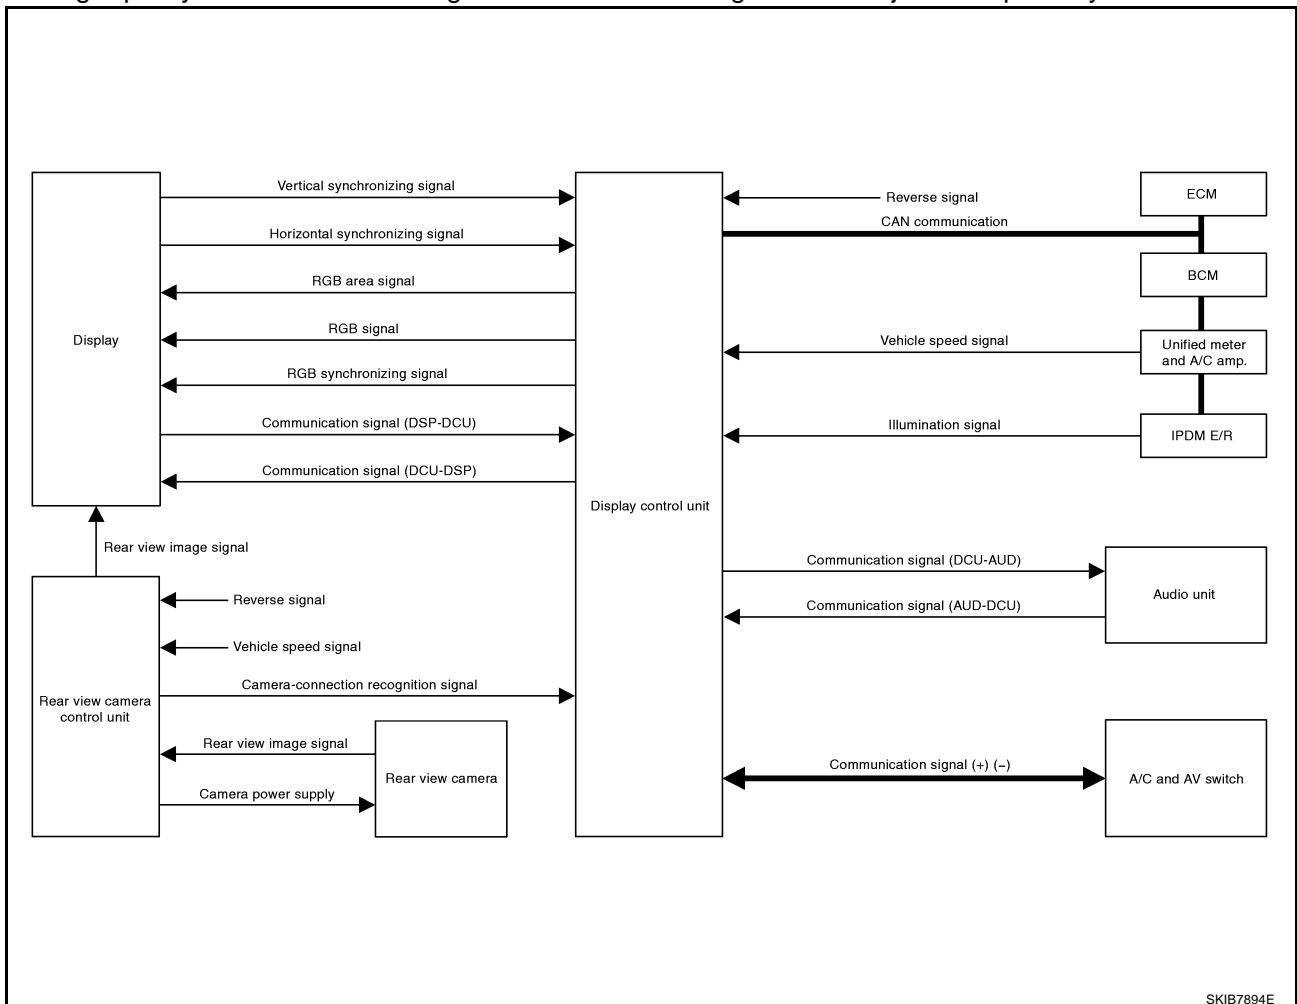 Vertical synchronizing signal
Horizontal synchronizing signal
RGB area signal
RGB signal
RGB synchronizing signal
Communication signal (DSP-DCU)
Communication signal (DCU-DSP)
Display
Rear view image signal
Reverse signal
Vehicle speed signal
Camera-connection recognition signal
Rear view camera
control unit
Rear view image signal
Camera power supply
Rear view camera
Display control unit
Reverse signal
CAN communication
Vehicle speed signal
Illumination signal
ECM
BCM
Unified meter
and A/C amp.
IPDM E/R
Communication signal (DCU-AUD)
Communication signal (AUD-DCU)
Audio unit
Communication signal (+) (−)
A/C and AV switch
SKIB7894E